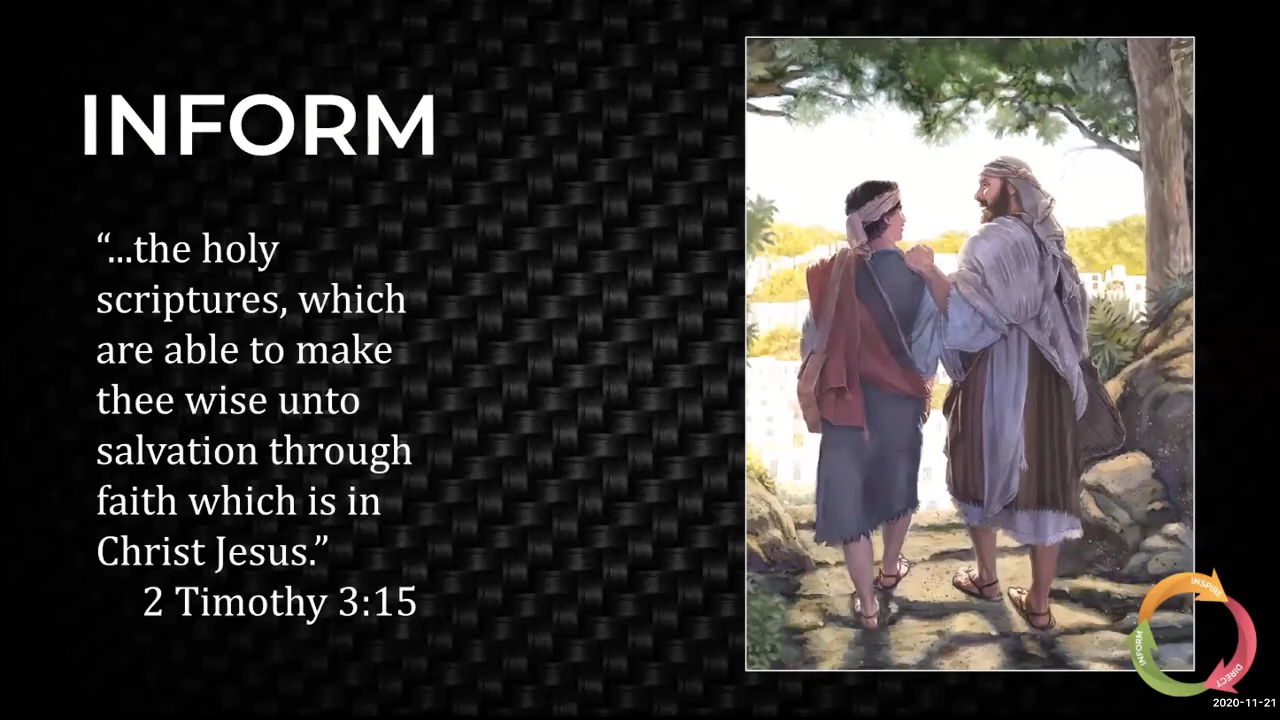 INFORM
“...the holy
scriptures, which
are able to make
thee wise unto
salvation through
faith which is in
Christ Jesus.”
2 Timothy 3:15
INSPIRE
INFORM
DIRECT
2020-11-21